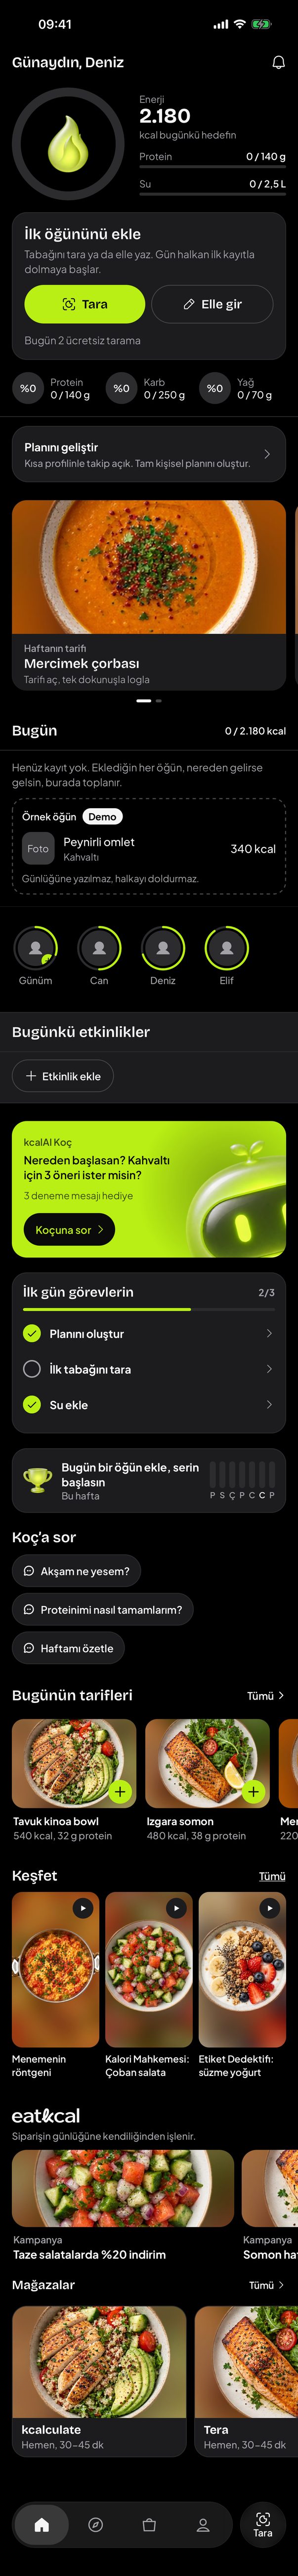 09:41
Günaydın, Deniz
Enerji
2.180
kcal bugünkü hedefin
Protein 0 / 140 g
Su 0 / 2,5 L
İlk öğününü ekle
Tabağını tara ya da elle yaz. Gün halkan ilk kayıtla
dolmaya başlar.
Tara
Elle gir
Bugün 2 ücretsiz tarama
%0 Protein 0 / 140 g
%0 Karb 0 / 250 g
%0 Yağ 0 / 70 g
Planını geliştir
Kısa profilinle takip açık. Tam kişisel planını oluştur.
Haftanın tarifi
Mercimek çorbası
Tarifi aç, tek dokunuşla logla
Bugün 0 / 2.180 kcal
Henüz kayıt yok. Eklediğin her öğün, nereden gelirse
gelsin, burada toplanır.
Örnek öğün Demo
Foto
Peynirli omlet
Kahvaltı
340 kcal
Günlüğüne yazılmaz, halkayı doldurmaz.
Günüm Can Deniz Elif
Bugünkü etkinlikler
Etkinlik ekle
kcalAI Koç
Nereden başlasan? Kahvaltı
için 3 öneri ister misin?
3 deneme mesajı hediye
Koçuna sor
İlk gün görevlerin 2/3
Planını oluştur
İlk tabağını tara
Su ekle
Bugün bir öğün ekle, serin
başlasın
Bu hafta
P S Ç P C C P
Koç'a sor
Akşam ne yesem?
Proteinimi nasıl tamamlarım?
Haftamı özetle
Bugünün tarifleri Tümü
Tavuk kinoa bowl
540 kcal, 32 g protein
Izgara somon
480 kcal, 38 g protein
Mer
220
Keşfet Tümü
Menemenin
röntgeni
Kalori Mahkemesi:
Çoban salata
Etiket Dedektifi:
süzme yoğurt
eat&kcal
Siparişin günlüğüne kendiliğinden işlenir.
Kampanya
Taze salatalarda %20 indirim
Kampanya
Somon haf
Mağazalar Tümü
kcalculate
Hemen, 30–45 dk
Tera
Hemen, 30–45 dk
Tara